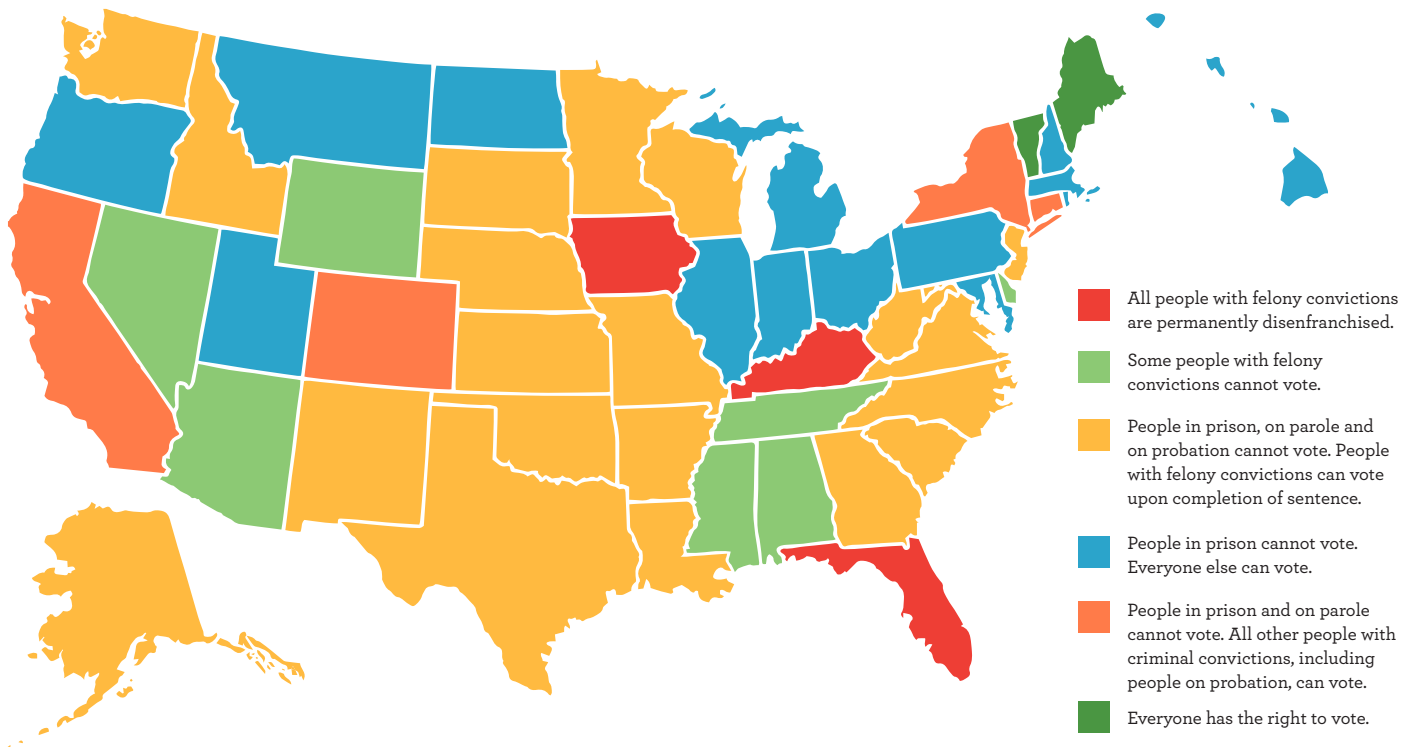 All people with felony convictions
are permanently disenfranchised.
Some people with felony
convictions cannot vote.
People in prison, on parole and
on probation cannot vote. People
with felony convictions can vote
upon completion of sentence.
People in prison cannot vote.
Everyone else can vote.
People in prison and on parole
cannot vote. All other people with
criminal convictions, including
people on probation, can vote.
Everyone has the right to vote.